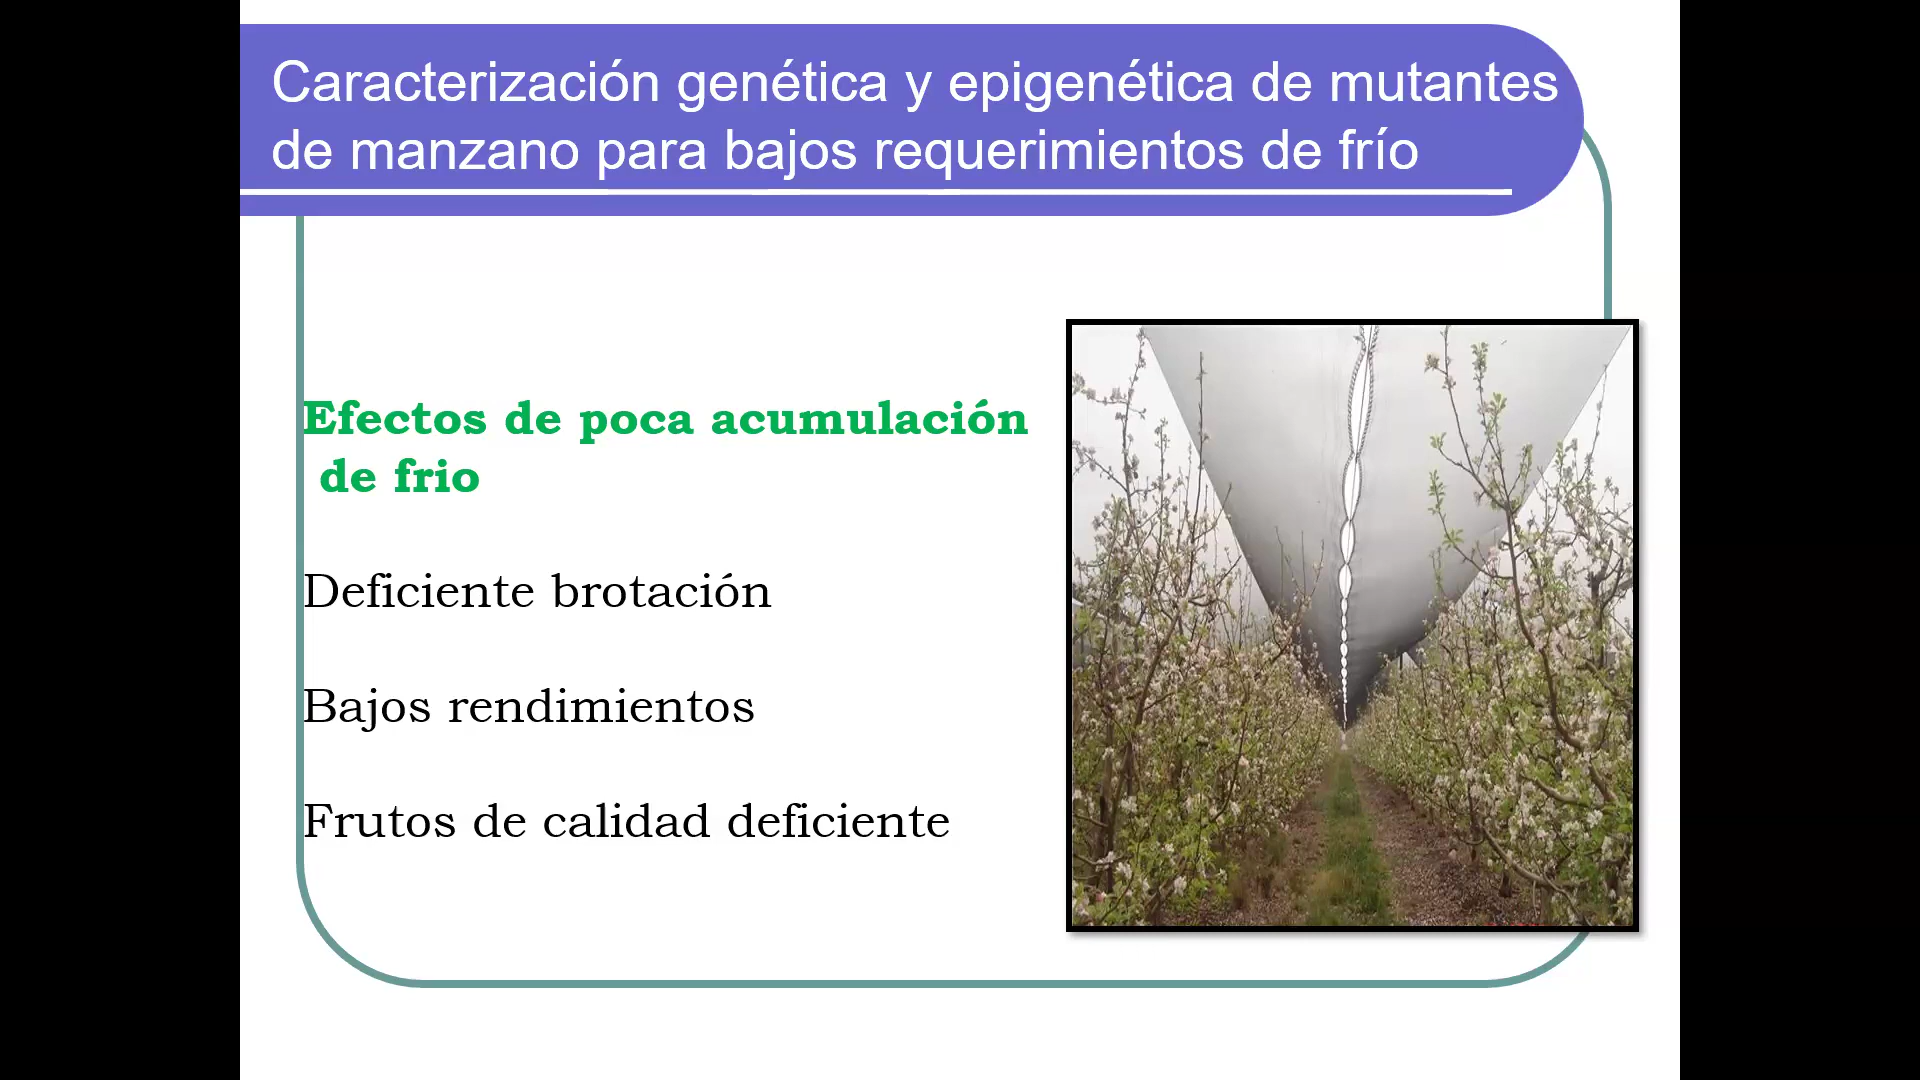 Caracterización genética y epigenética de mutantes
de manzano para bajos requerimientos de frío
Efectos de poca acumulación
de frio
Deficiente brotación
Bajos rendimientos
Frutos de calidad deficiente